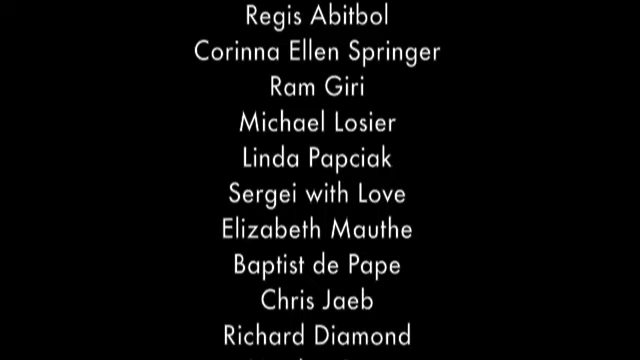 Regis Abitbol
Corinna Ellen Springer
Ram Giri
Michael Losier
Linda Papciak
Sergei with Love
Elizabeth Mauthe
Baptist de Pape
Chris Jaeb
Richard Diamond